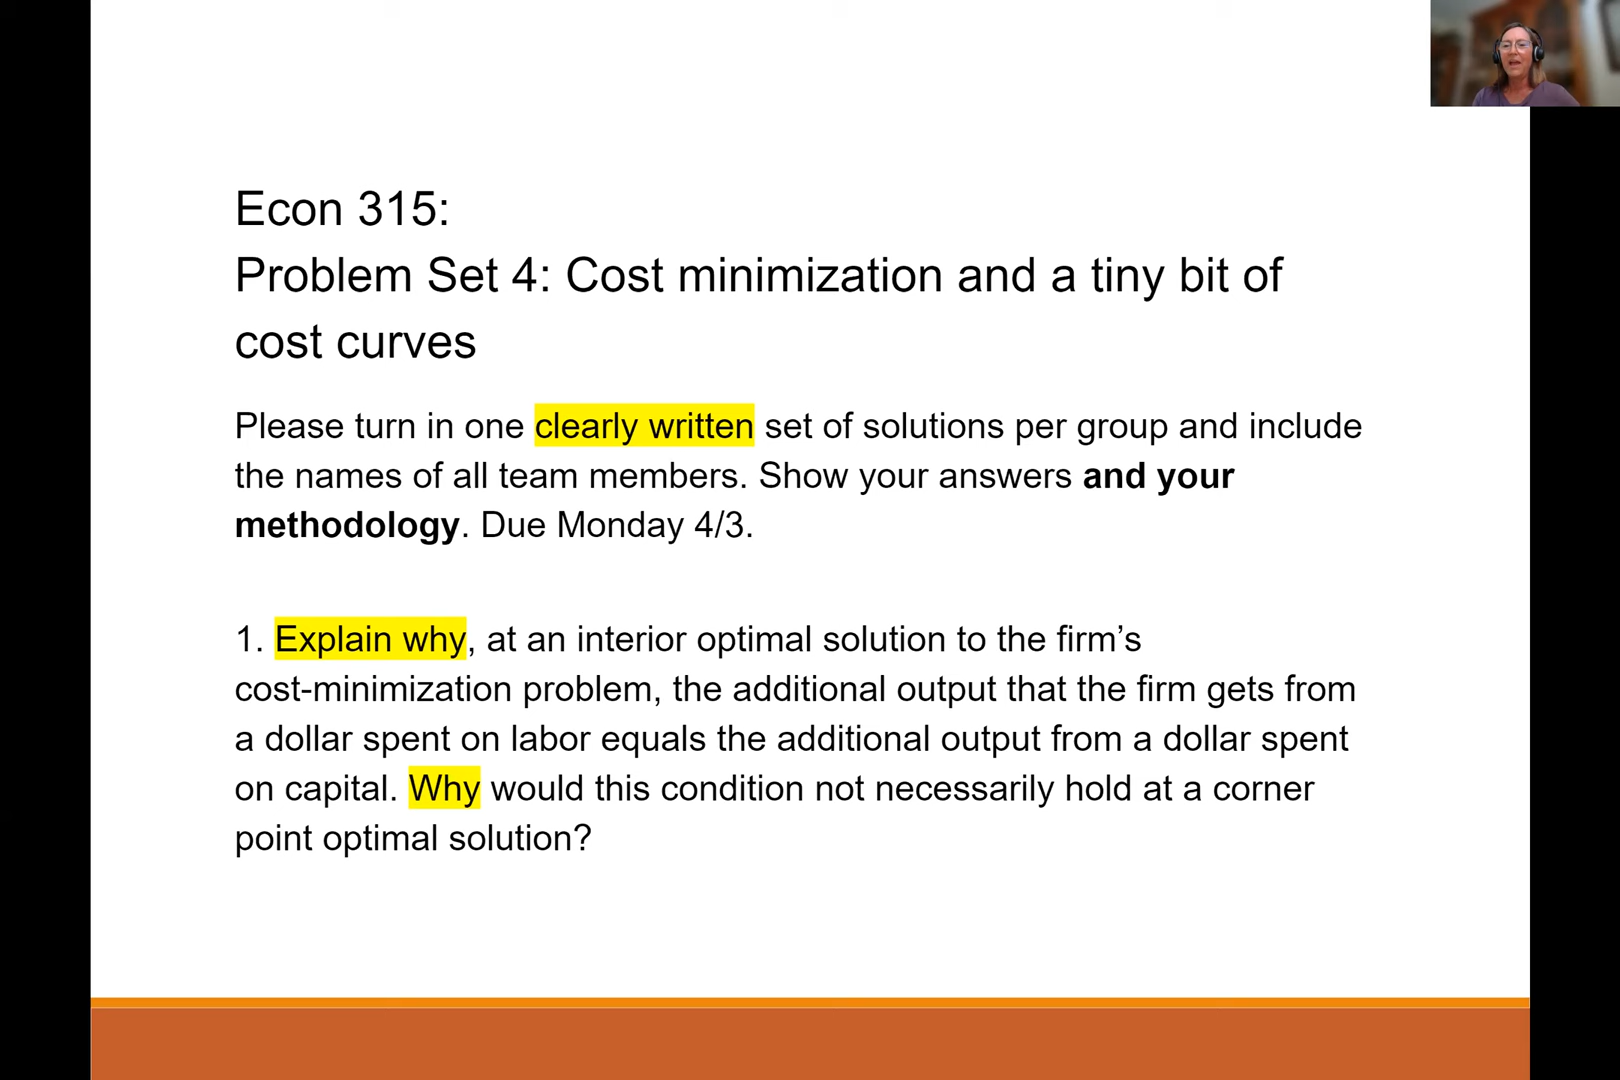 Econ 315:
Problem Set 4: Cost minimization and a tiny bit of
cost curves
Please turn in one clearly written set of solutions per group and include
the names of all team members. Show your answers and your
methodology. Due Monday 4/3.
1. Explain why, at an interior optimal solution to the firm’s
cost-minimization problem, the additional output that the firm gets from
a dollar spent on labor equals the additional output from a dollar spent
on capital. Why would this condition not necessarily hold at a corner
point optimal solution?